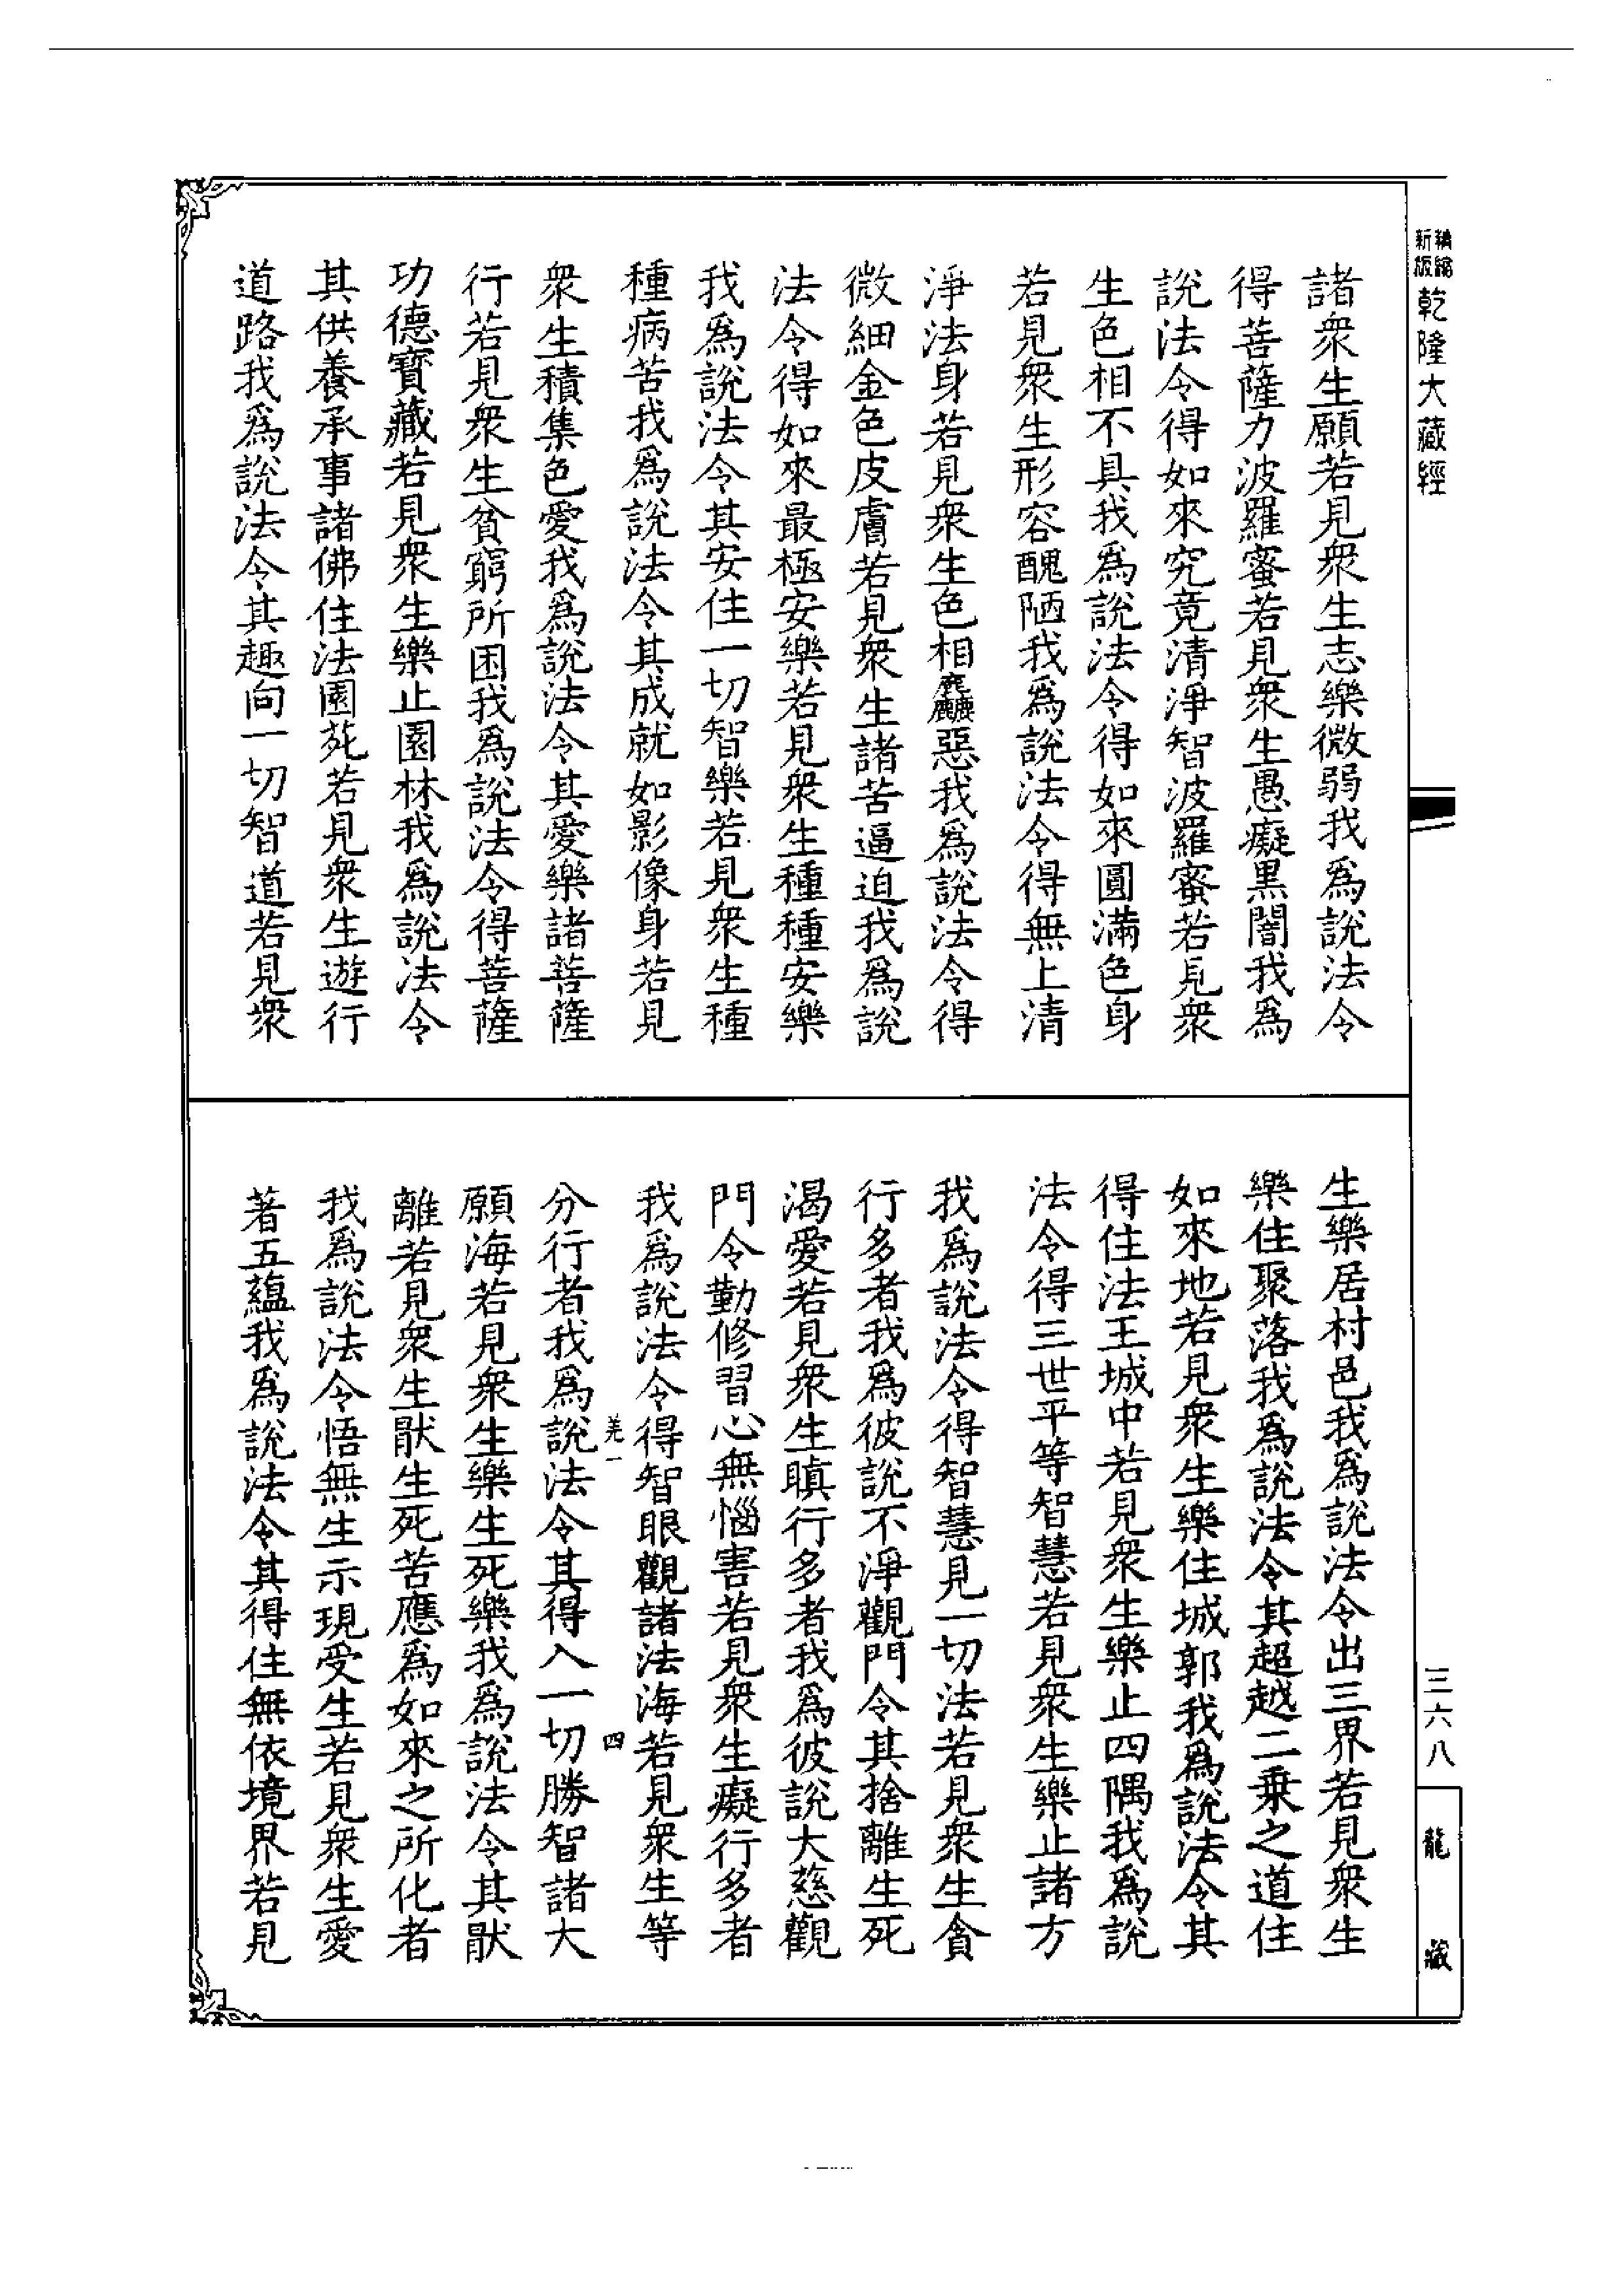 新版精縮乾隆大藏經
諸衆生願若見衆生志樂微弱我爲說法令
得菩薩力波羅蜜若見衆生愚癡黑闇我爲
說法令得如來究竟清淨智波羅蜜若見衆
生色相不具我爲說法令得如來圓滿色身
若見衆生形容醜陋我爲說法令得無上清
淨法身若見衆生色相麤惡我爲說法令得
微細金色皮膚若見衆生諸苦逼迫我爲說
法令得如來最極安樂若見衆生種種安樂
我爲說法令其安住一切智樂若見衆生種
種病苦我爲說法令其成就如影像身若見
衆生積集色愛我爲說法令其愛樂諸菩薩
行若見衆生貧窮所困我爲說法令得菩薩
功德寶藏若見衆生樂止園林我爲說法令
其供養承事諸佛住法園苑若見衆生遊行
道路我爲說法令其趣向一切智道若見衆
生樂居村邑我爲說法令出三界若見衆生
樂住聚落我爲說法令其超越二乘之道住
如來地若見衆生樂住城郭我爲說法令其
得住法王城中若見衆生樂止四隅我爲說
法令得三世平等智慧若見衆生樂止諸方
我爲說法令得智慧見一切法若見衆生貪
行多者我爲彼說不淨觀門令其捨離生死
渴愛若見衆生瞋行多者我爲彼說大慈觀
門令勤修習心無惱害若見衆生癡行多者
我爲說法令得智眼觀諸法海若見衆生等
羌一 四
分行者我爲說法令其得入一切勝智諸大
願海若見衆生樂生死樂我爲說法令其猒
離若見衆生猒生死苦應爲如來之所化者
我爲說法令悟無生示現受生若見衆生愛
著五蘊我爲說法令其得住無依境界若見
三六八
龍藏